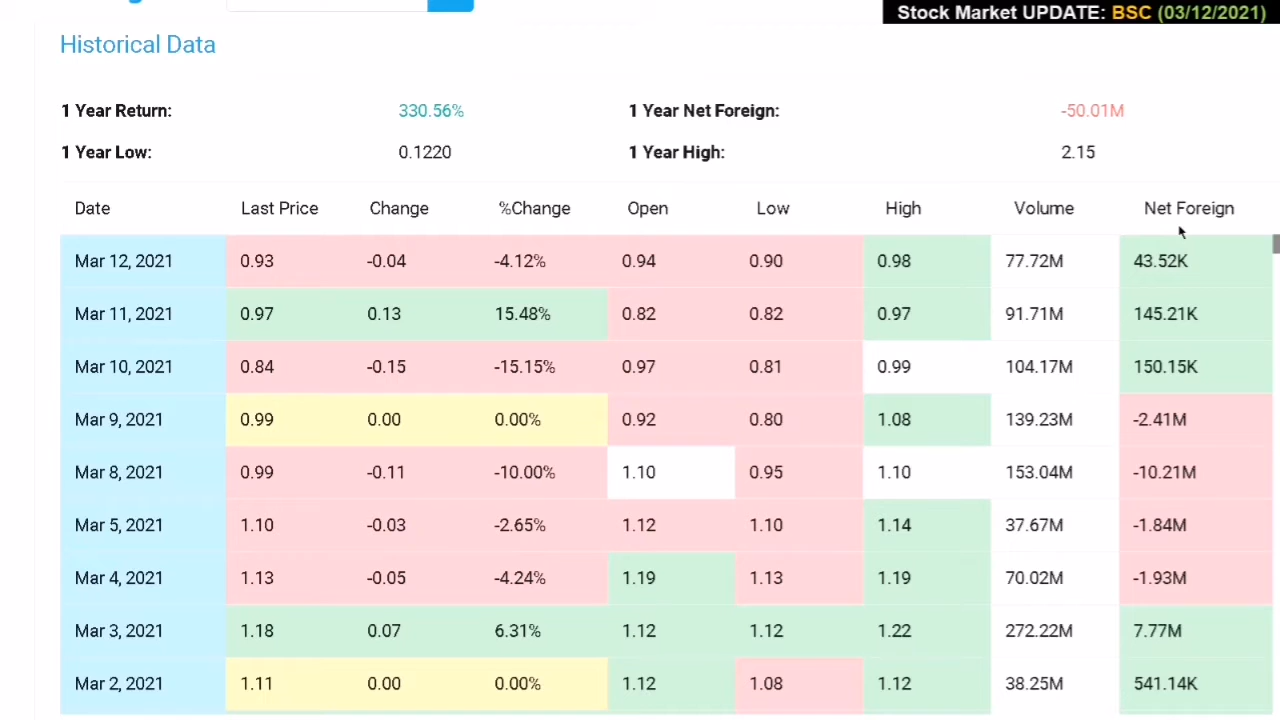 Stock Market UPDATE: BSC (03/12/2021)
Historical Data
1 Year Return: 330.56% 1 Year Net Foreign: -50.01M
1 Year Low: 0.1220 1 Year High: 2.15
Date Last Price Change %Change Open Low High Volume Net Foreign
Mar 12, 2021 0.93 -0.04 -4.12% 0.94 0.90 0.98 77.72M 43.52K
Mar 11, 2021 0.97 0.13 15.48% 0.82 0.82 0.97 91.71M 145.21K
Mar 10, 2021 0.84 -0.15 -15.15% 0.97 0.81 0.99 104.17M 150.15K
Mar 9, 2021 0.99 0.00 0.00% 0.92 0.80 1.08 139.23M -2.41M
Mar 8, 2021 0.99 -0.11 -10.00% 1.10 0.95 1.10 153.04M -10.21M
Mar 5, 2021 1.10 -0.03 -2.65% 1.12 1.10 1.14 37.67M -1.84M
Mar 4, 2021 1.13 -0.05 -4.24% 1.19 1.13 1.19 70.02M -1.93M
Mar 3, 2021 1.18 0.07 6.31% 1.12 1.12 1.22 272.22M 7.77M
Mar 2, 2021 1.11 0.00 0.00% 1.12 1.08 1.12 38.25M 541.14K